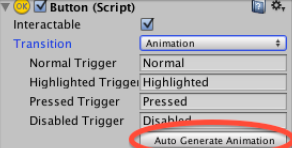 OK Button (Script)
Interactable
Transition Animation
Normal Trigger Normal
Highlighted Trigger Highlighted
Pressed Trigger Pressed
Disabled Trigger Disabled
Auto Generate Animation